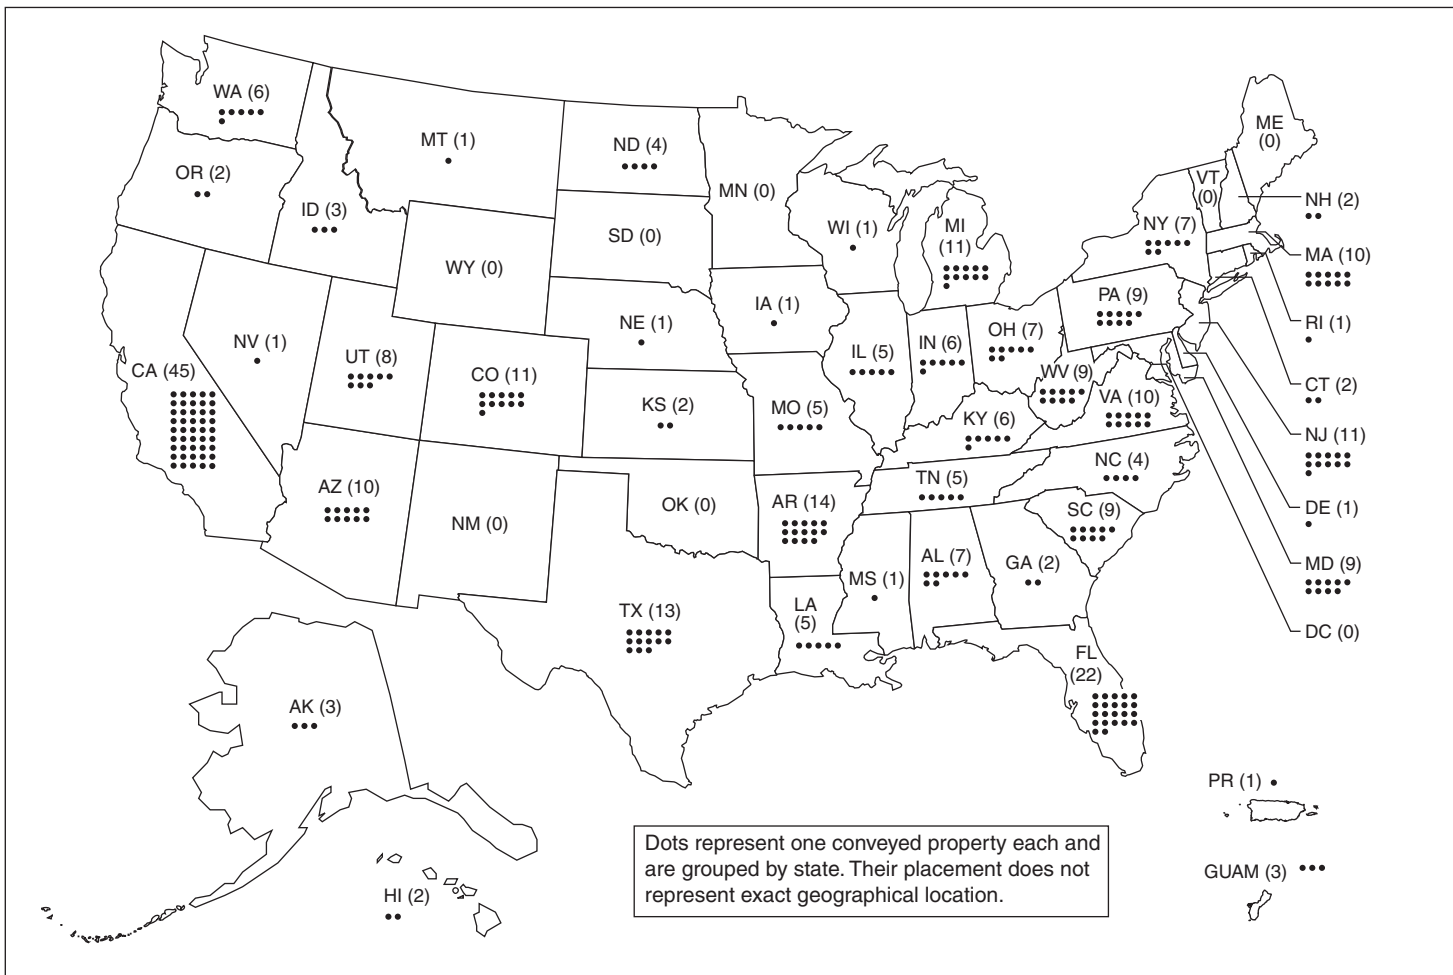 WA (6)
MT (1)
ND (4)
MN (0)
ME
(0)
OR (2)
ID (3)
SD (0)
WI (1)
MI
(11)
NY (7)
VT
(0)
NH (2)
WY (0)
MA (10)
IA (1)
PA (9)
RI (1)
NE (1)
NV (1)
UT (8)
CO (11)
CA (45)
IL (5)
IN (6)
OH (7)
WV (9)
CT (2)
KS (2)
MO (5)
KY (6)
VA (10)
NJ (11)
AZ (10)
NM (0)
OK (0)
AR (14)
TN (5)
NC (4)
SC (9)
DE (1)
MS (1)
AL (7)
GA (2)
MD (9)
TX (13)
LA
(5)
DC (0)
FL
(22)
AK (3)
PR (1)
HI (2)
GUAM (3)
Dots represent one conveyed property each and
are grouped by state. Their placement does not
represent exact geographical location.